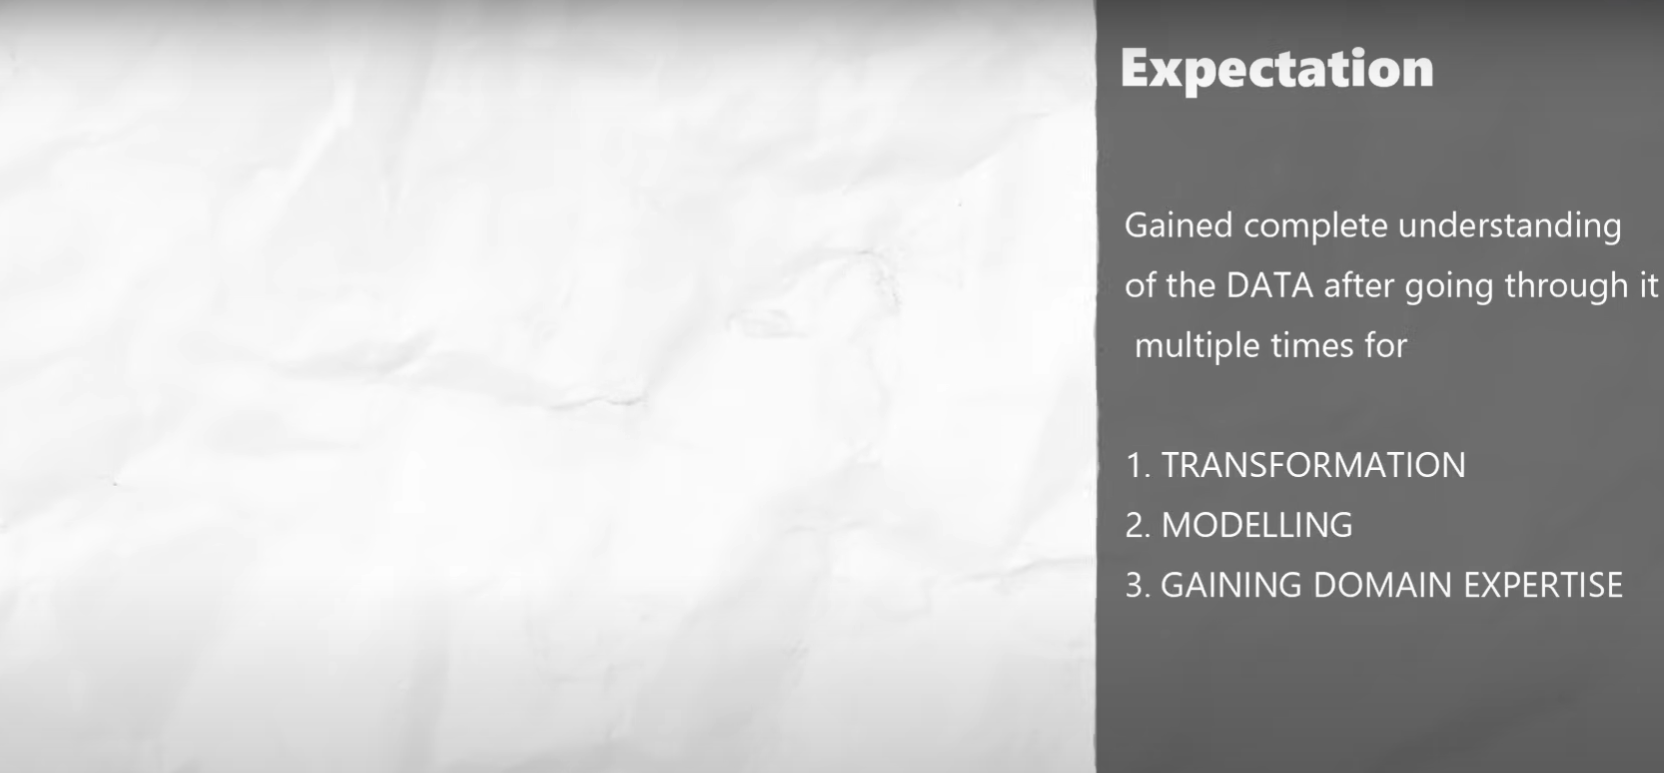 Expectation
Gained complete understanding
of the DATA after going through it
multiple times for
1. TRANSFORMATION
2. MODELLING
3. GAINING DOMAIN EXPERTISE